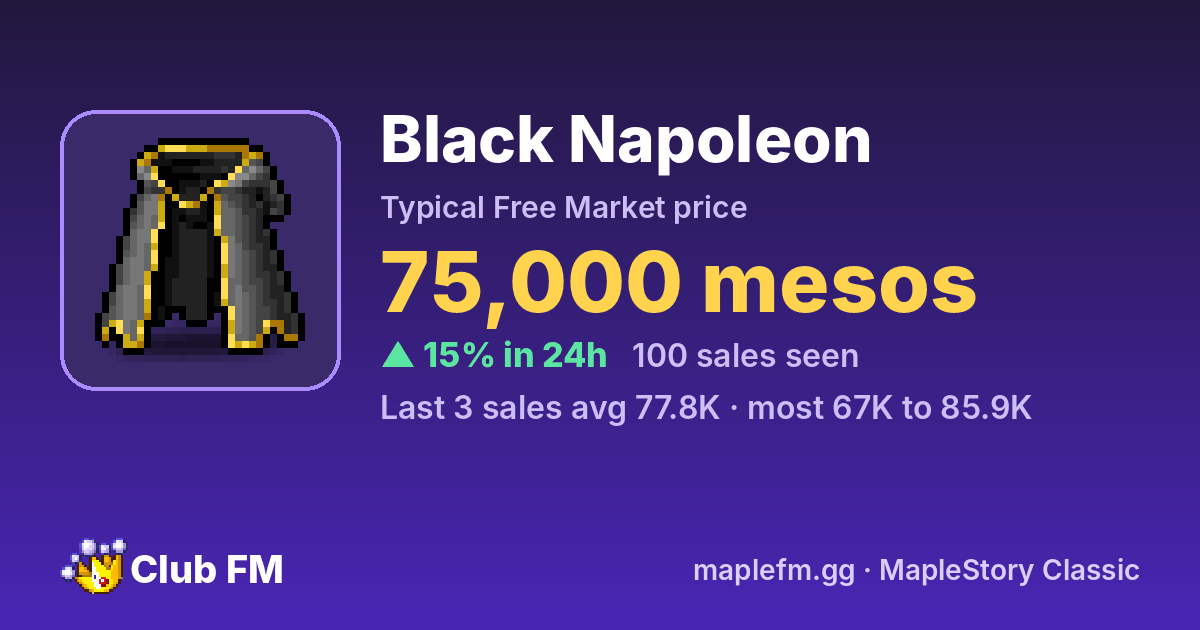 Black Napoleon
Typical Free Market price
75,000 mesos
▲ 15% in 24h 100 sales seen
Last 3 sales avg 77.8K · most 67K to 85.9K
Club FM
maplefm.gg · MapleStory Classic